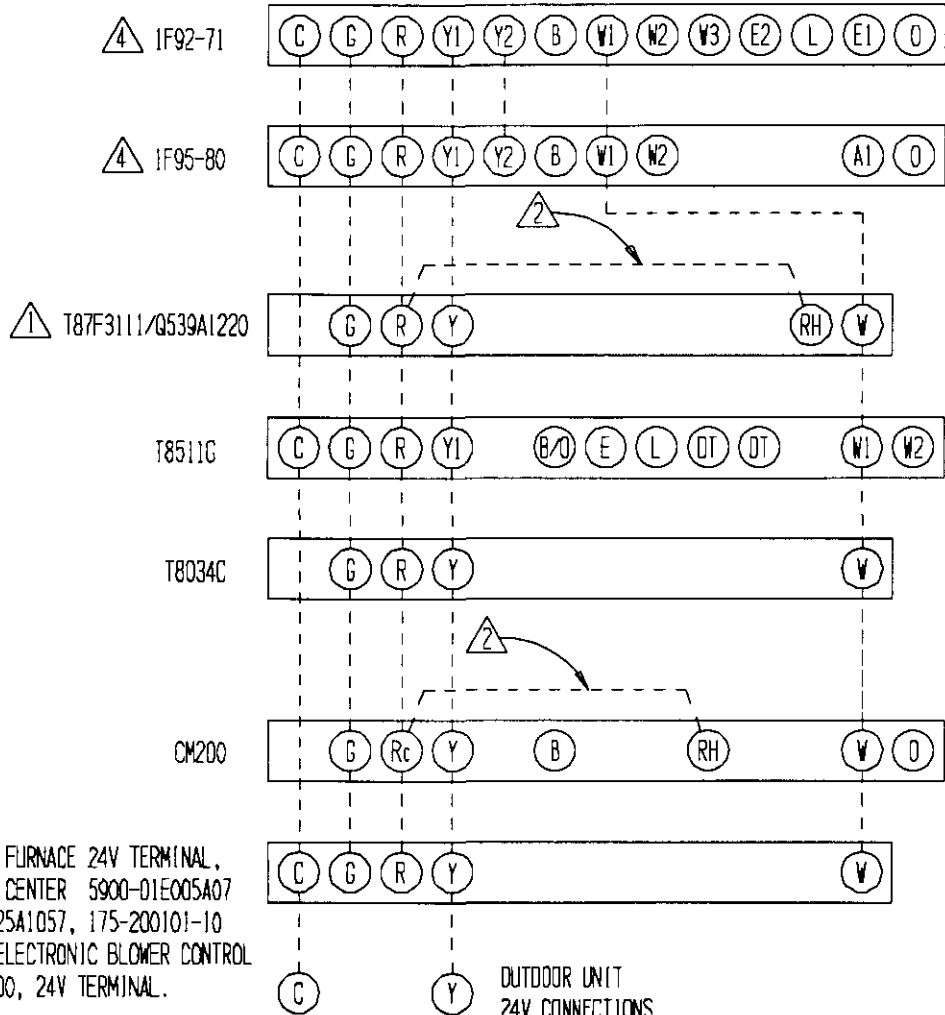 4 1F92-71 C G R Y1 Y2 B W1 W2 W3 E2 L E1 O
4 1F95-80 C G R Y1 Y2 B W1 W2 A1 O
2
1 T87F3111/Q539A1220 G R Y RH W
T8511G C G R Y1 B/O E L OT OT W1 W2
T8034C G R Y W
2
CM200 G Rc Y B RH W O
FURNACE 24V TERMINAL, C G R Y W
CENTER 5900-01E005A07
25A1057, 175-200101-10
ELECTRONIC BLOWER CONTROL
00, 24V TERMINAL. C Y OUTDOOR UNIT
24V CONNECTIONS